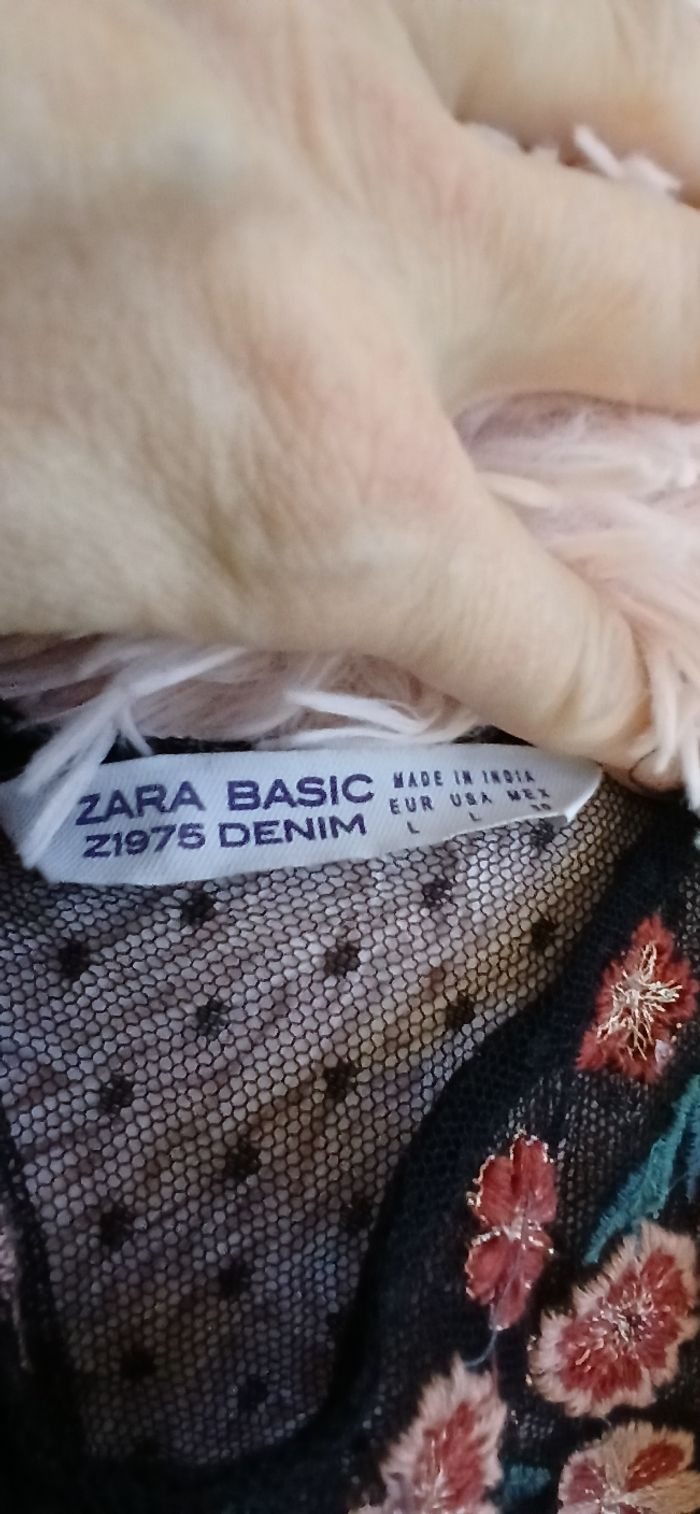 ZARA BASIC
Z1975 DENIM
MADE IN INDIA
EUR USA MEX
L L